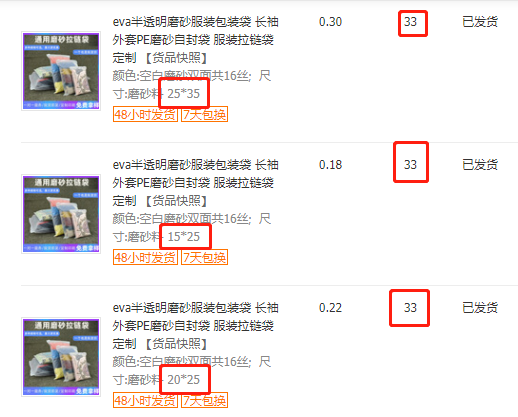 eva半透明磨砂服装包装袋 长袖 0.30 33 已发货
外套PE磨砂自封袋 服装拉链袋
通用磨砂拉链袋
定制 【货品快照】
颜色:空白磨砂双面共16丝; 尺
寸:磨砂料 25*35
48小时发货 7天包换
免费拿样
eva半透明磨砂服装包装袋 长袖 0.18 33 已发货
外套PE磨砂自封袋 服装拉链袋
通用磨砂拉链袋
定制 【货品快照】
颜色:空白磨砂双面共16丝; 尺
寸:磨砂料 15*25
48小时发货 7天包换
免费拿样
eva半透明磨砂服装包装袋 长袖 0.22 33 已发货
外套PE磨砂自封袋 服装拉链袋
通用磨砂拉链袋
定制 【货品快照】
颜色:空白磨砂双面共16丝; 尺
寸:磨砂料 20*25
48小时发货 7天包换
免费拿样